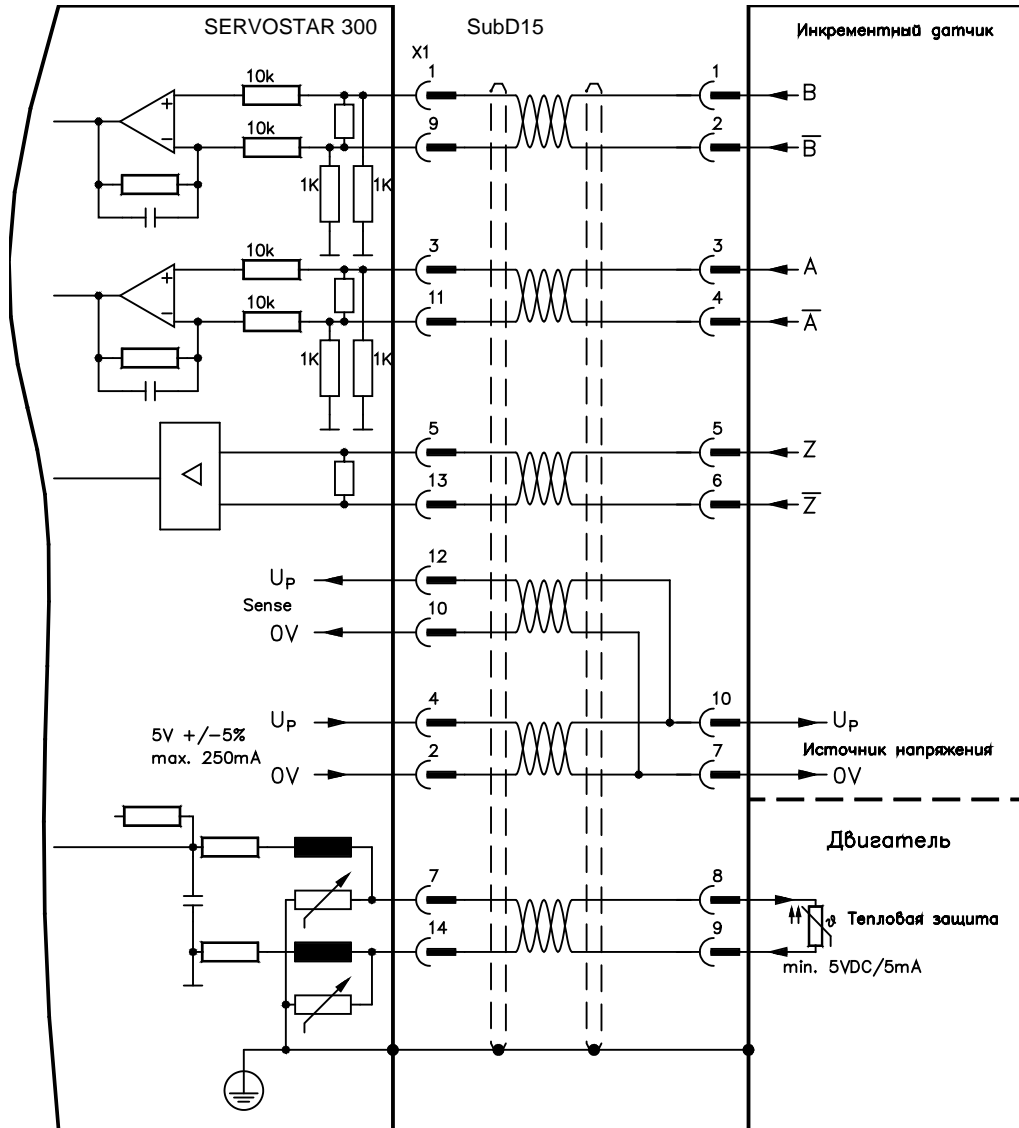 SERVOSTAR 300
SubD15
Инкрементный датчик
X1
10k
1
1
B
10k
9
2
B̅
1K
1K
10k
3
3
A
10k
11
4
A̅
1K
1K
5
5
Z
13
6
Z̅
Uₚ
12
Sense
0V
10
Uₚ
4
10
Uₚ
5V +/-5%
max. 250mA
Источник напряжения
0V
2
7
0V
Двигатель
7
8
ϑ Тепловая защита
14
9
min. 5VDC/5mA